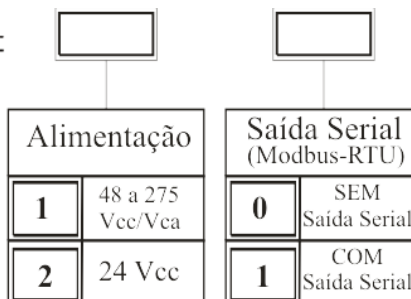 :
Alimentação
1
48 a 275
Vcc/Vca
2
24 Vcc
Saída Serial
(Modbus-RTU)
0
SEM
Saída Serial
1
COM
Saída Serial